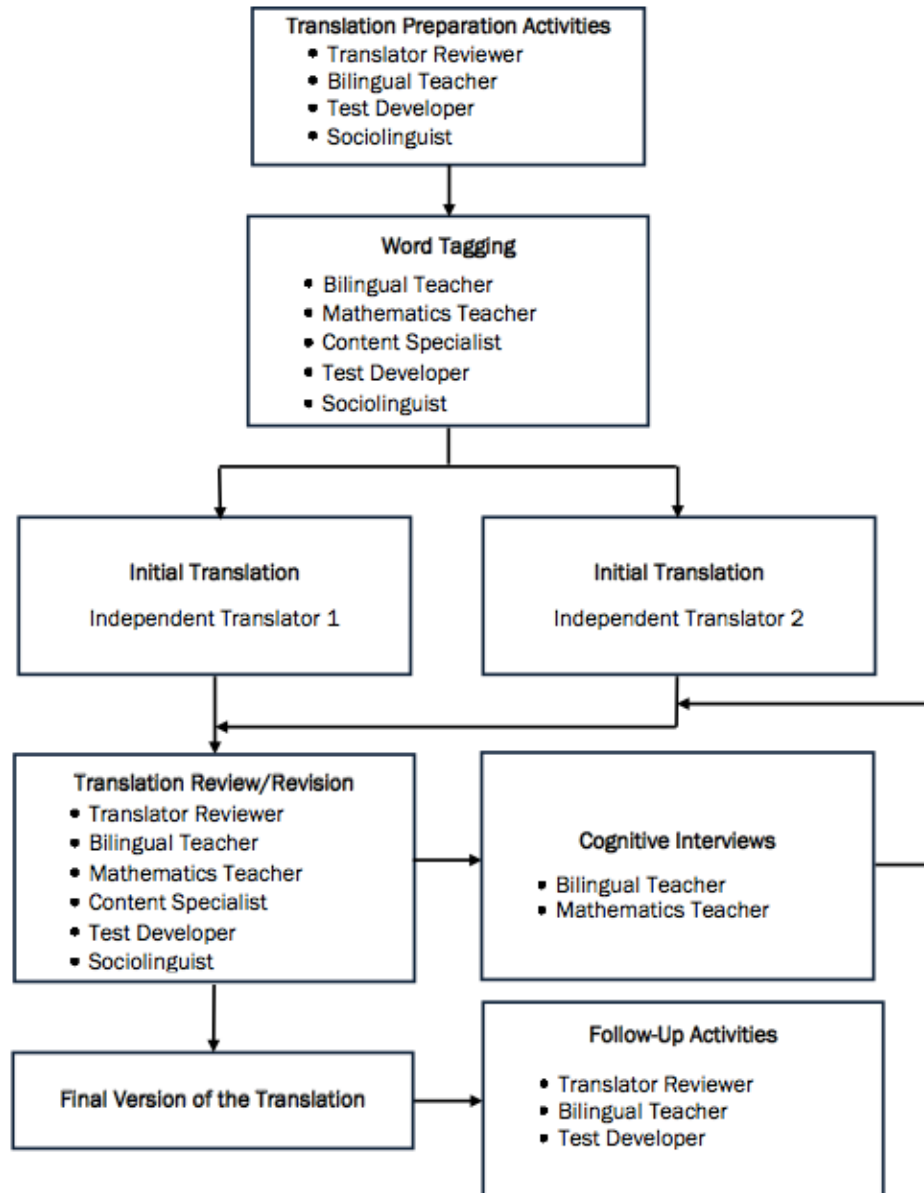 Translation Preparation Activities
• Translator Reviewer
• Bilingual Teacher
• Test Developer
• Sociolinguist
Word Tagging
• Bilingual Teacher
• Mathematics Teacher
• Content Specialist
• Test Developer
• Sociolinguist
Initial Translation
Independent Translator 1
Initial Translation
Independent Translator 2
Translation Review/Revision
• Translator Reviewer
• Bilingual Teacher
• Mathematics Teacher
• Content Specialist
• Test Developer
• Sociolinguist
Cognitive Interviews
• Bilingual Teacher
• Mathematics Teacher
Final Version of the Translation
Follow-Up Activities
• Translator Reviewer
• Bilingual Teacher
• Test Developer